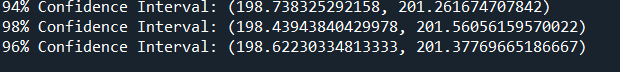 94% Confidence Interval: (198.738325292158, 201.261674707842)
98% Confidence Interval: (198.43943840429978, 201.56056159570022)
96% Confidence Interval: (198.62230334813333, 201.37769665186667)